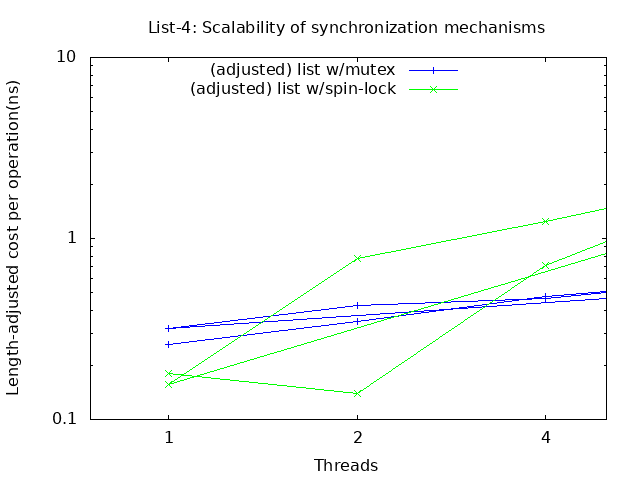 List-4: Scalability of synchronization mechanisms
10
(adjusted) list w/mutex
(adjusted) list w/spin-lock
Length-adjusted cost per operation(ns)
1
0.1
1 2 4
Threads